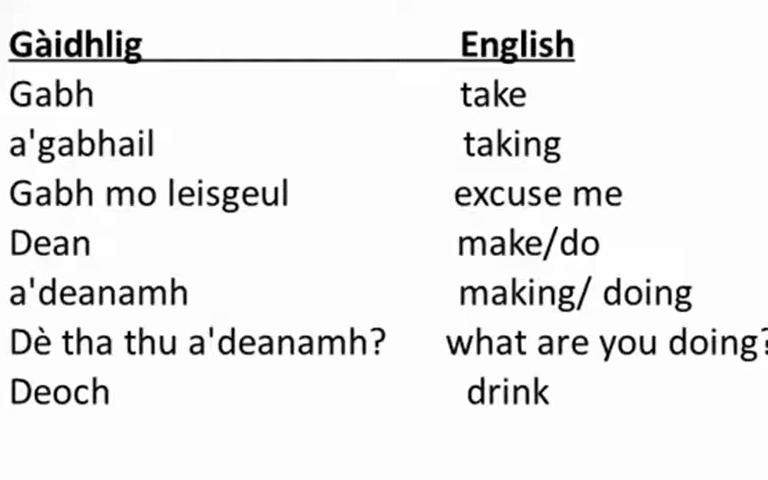 Gàidhlig English
Gabh take
a'gabhail taking
Gabh mo leisgeul excuse me
Dean make/do
a'deanamh making/ doing
Dè tha thu a'deanamh? what are you doing?
Deoch drink